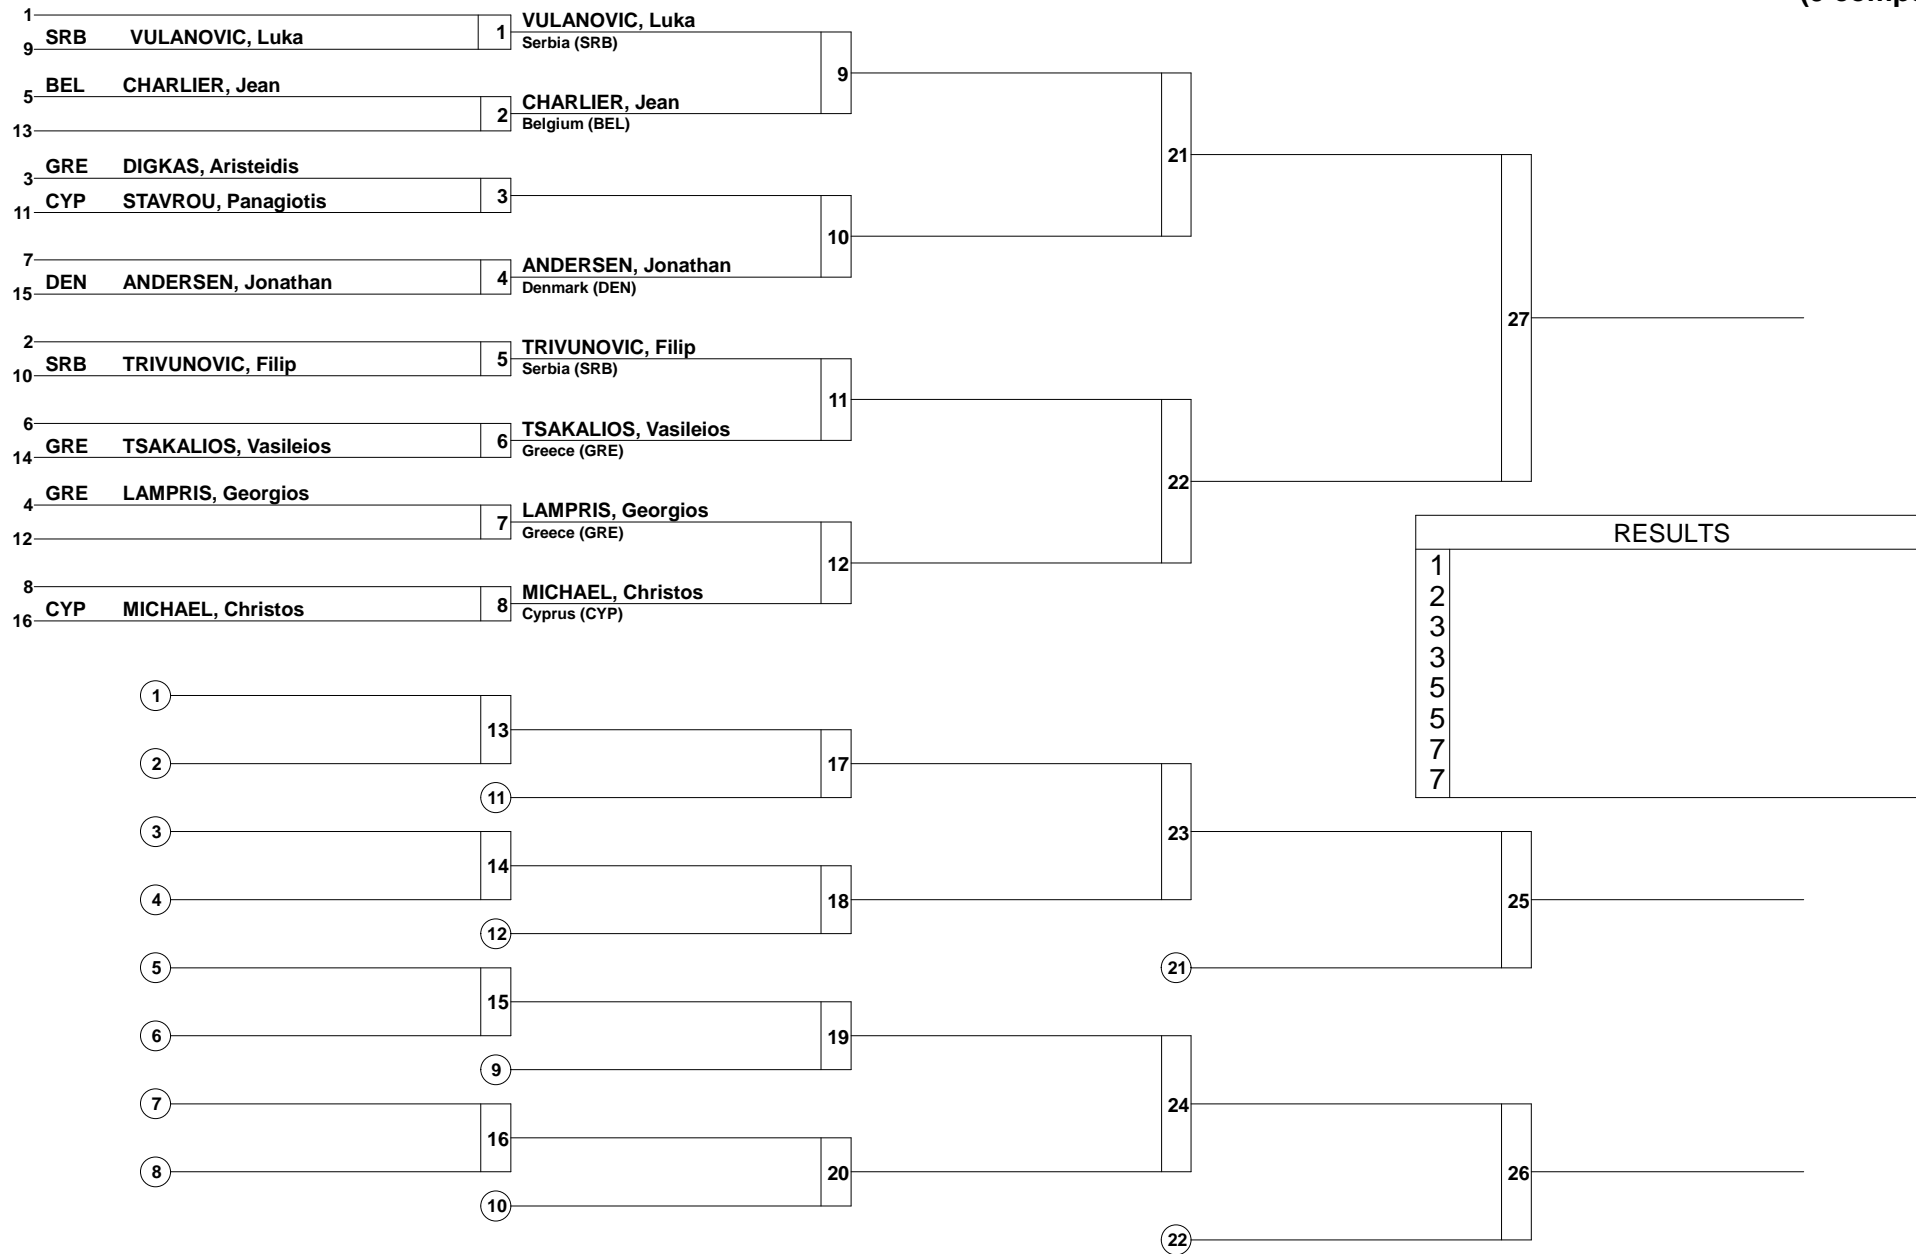 (9 comp
1
SRB VULANOVIC, Luka
9
1
VULANOVIC, Luka
Serbia (SRB)
9
BEL CHARLIER, Jean
5
13
2
CHARLIER, Jean
Belgium (BEL)
21
GRE DIGKAS, Aristeidis
3
CYP STAVROU, Panagiotis
11
3
10
7
DEN ANDERSEN, Jonathan
15
4
ANDERSEN, Jonathan
Denmark (DEN)
27
2
SRB TRIVUNOVIC, Filip
10
5
TRIVUNOVIC, Filip
Serbia (SRB)
11
6
GRE TSAKALIOS, Vasileios
14
6
TSAKALIOS, Vasileios
Greece (GRE)
22
GRE LAMPRIS, Georgios
4
12
7
LAMPRIS, Georgios
Greece (GRE)
12
8
CYP MICHAEL, Christos
16
8
MICHAEL, Christos
Cyprus (CYP)
RESULTS
1
2
3
3
5
5
7
7
1
13
2
17
11
3
23
14
4
18
25
12
5
21
15
6
19
9
7
24
16
8
20
26
10
22